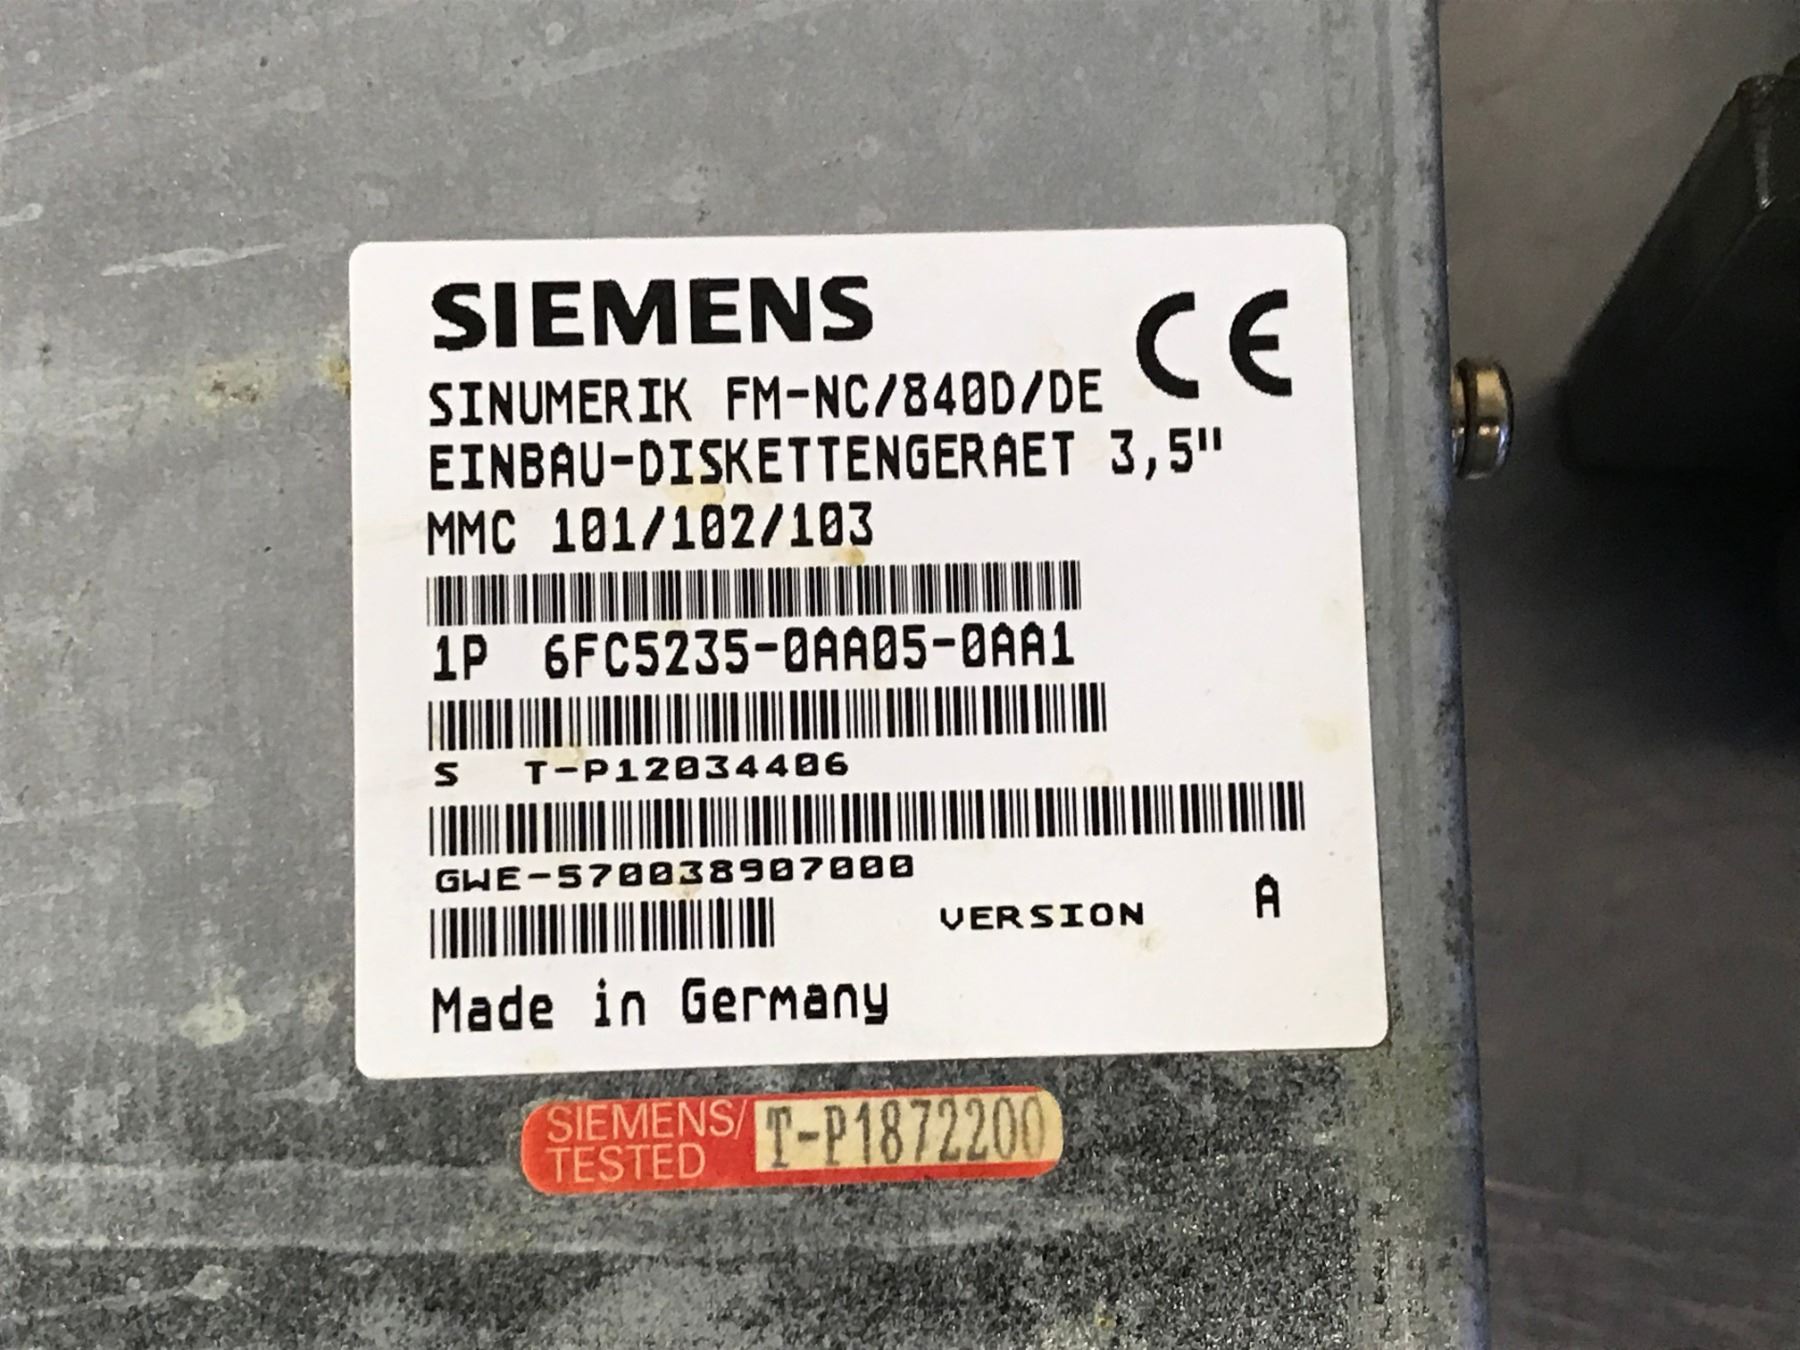 SIEMENS
CE
SINUMERIK FM-NC/840D/DE
EINBAU-DISKETTENGERAET 3,5"
MMC 101/102/103
1P 6FC5235-0AA05-0AA1
S T-P12034406
GWE-570038907000
VERSION A
Made in Germany
SIEMENS/ T-P1872200
TESTED